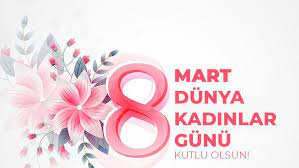 8 MART
DÜNYA
KADINLAR
GÜNÜ
KUTLU OLSUN!